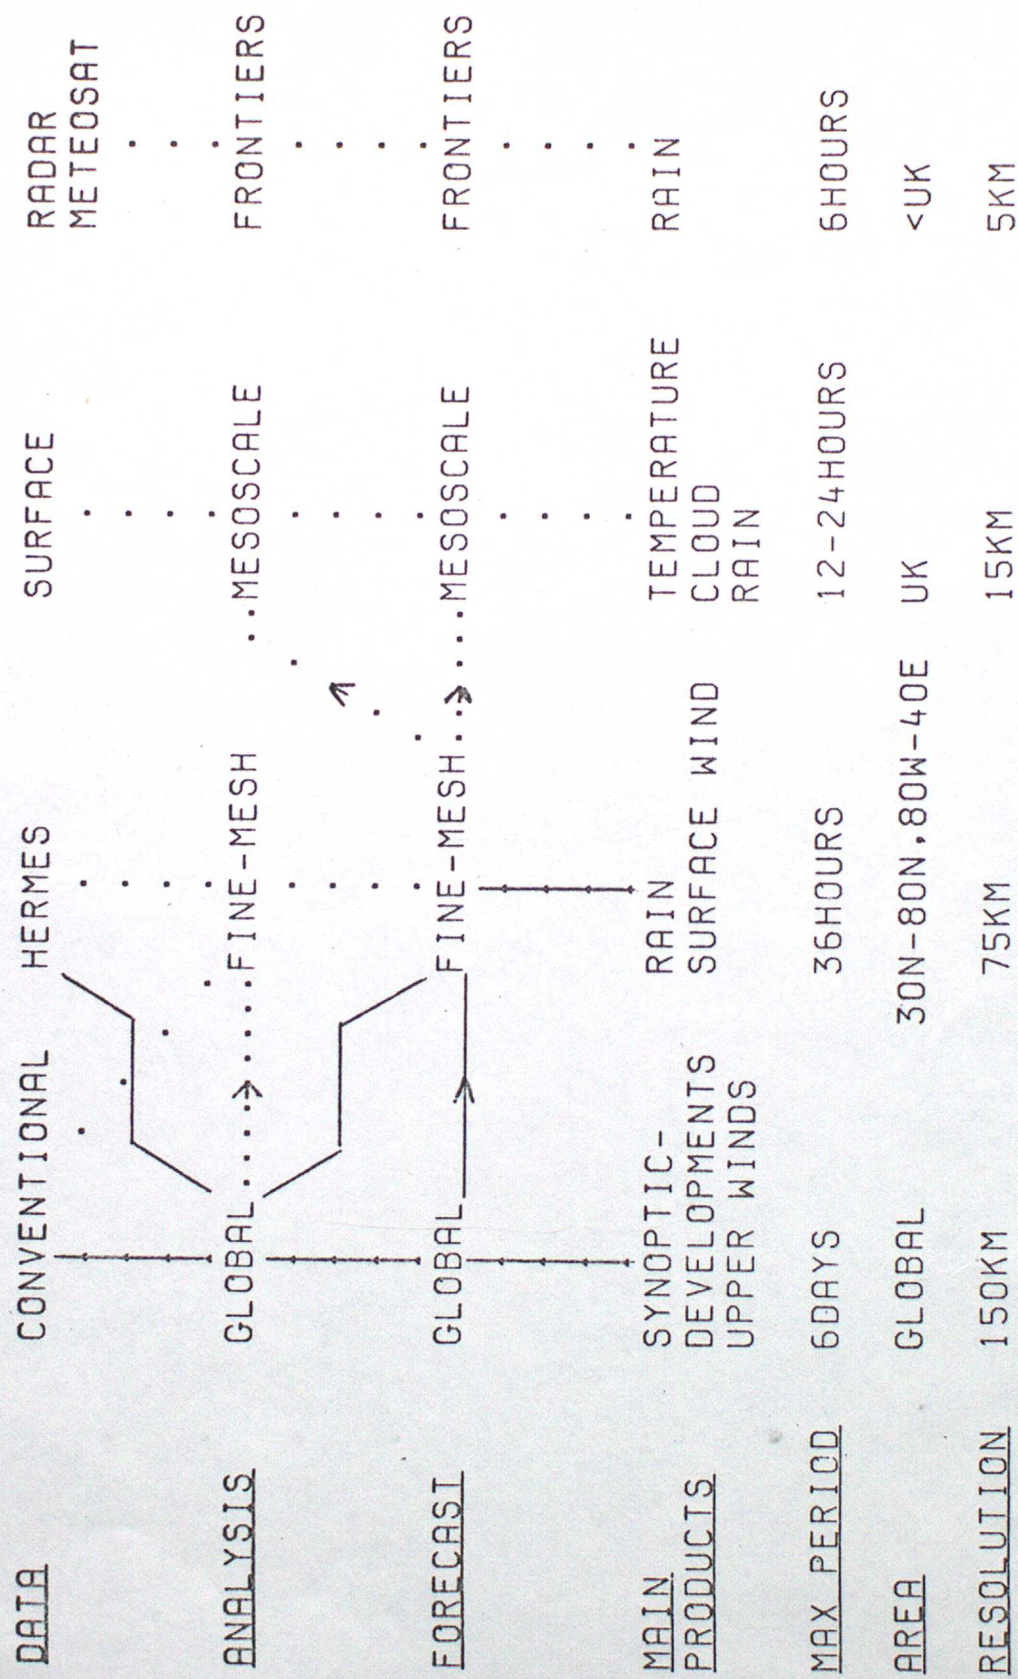 DATA CONVENTIONAL HERMES SURFACE RADAR
METEOSAT
ANALYSIS GLOBAL FINE-MESH MESOSCALE FRONTIERS
FORECAST GLOBAL FINE-MESH MESOSCALE FRONTIERS
MAIN SYNOPTIC- RAIN TEMPERATURE RAIN
PRODUCTS DEVELOPMENTS SURFACE WIND CLOUD
UPPER WINDS RAIN
MAX PERIOD 6DAYS 36HOURS 12-24HOURS 6HOURS
AREA GLOBAL 30N-80N,80W-40E UK <UK
RESOLUTION 150KM 75KM 15KM 5KM